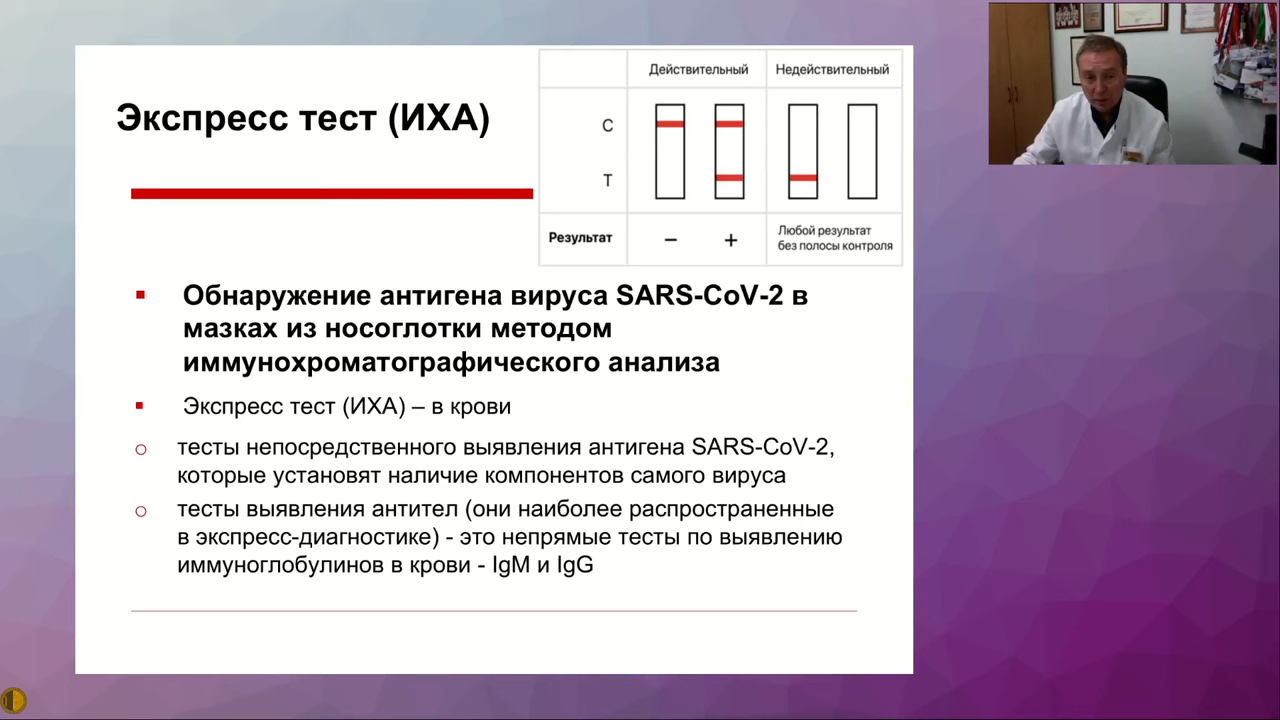 Экспресс тест (ИХА)
Действительный Недействительный
C
T
Результат − + Любой результат
без полосы контроля
Обнаружение антигена вируса SARS-CoV-2 в
мазках из носоглотки методом
иммунохроматографического анализа
Экспресс тест (ИХА) – в крови
тесты непосредственного выявления антигена SARS-CoV-2,
которые установят наличие компонентов самого вируса
тесты выявления антител (они наиболее распространенные
в экспресс-диагностике) - это непрямые тесты по выявлению
иммуноглобулинов в крови - IgM и IgG